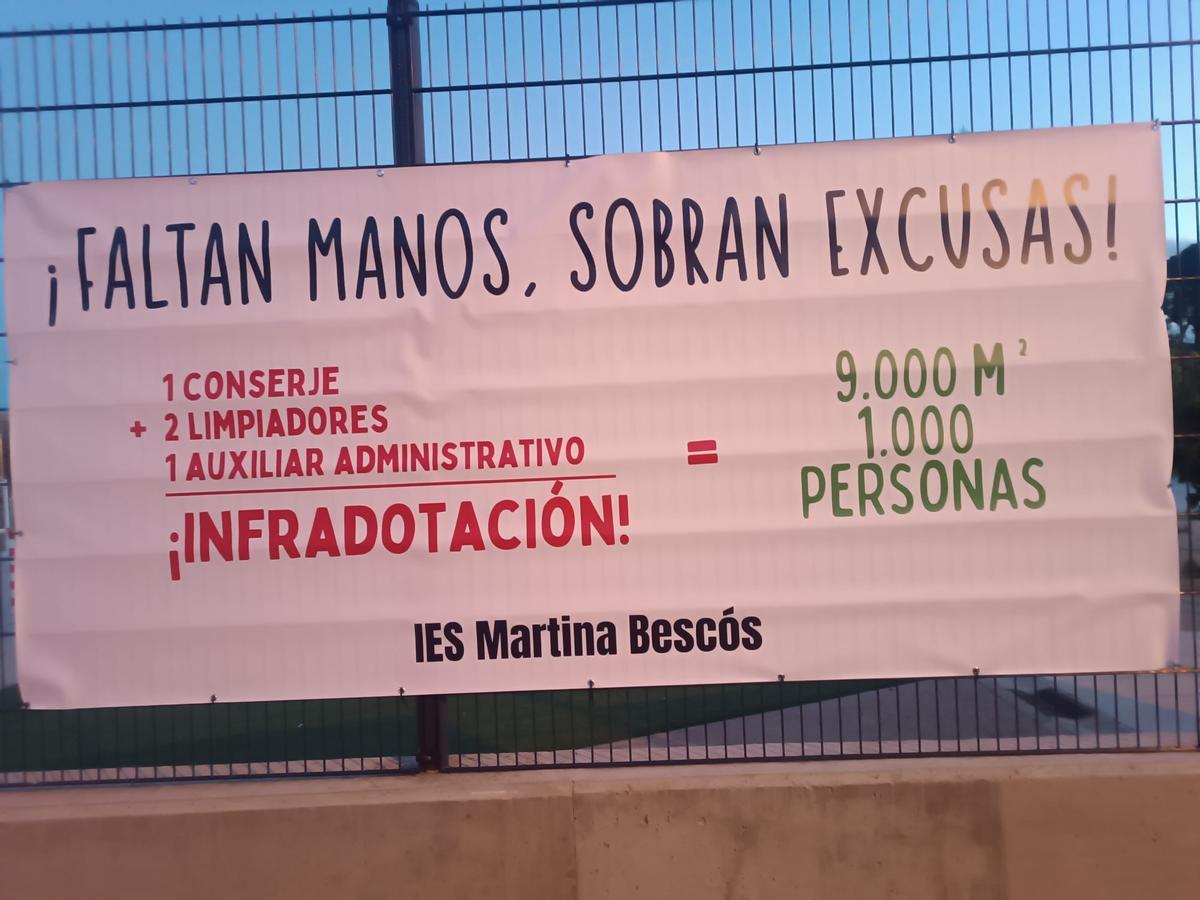 ¡FALTAN MANOS, SOBRAN EXCUSAS!
1 CONSERJE
+ 2 LIMPIADORES
1 AUXILIAR ADMINISTRATIVO
¡INFRADOTACIÓN!
=
9.000 M²
1.000
PERSONAS
IES Martina Bescós